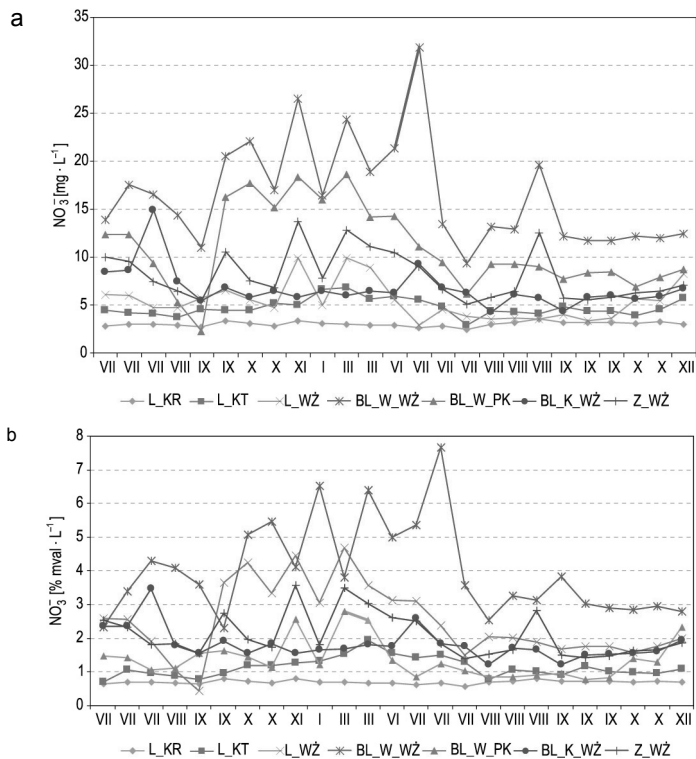 a
35
30
25
20
15
10
5
0
NO₃⁻ [mg · L⁻¹]
VII VII VII VIII IX IX X X XI I III III VI VII VII VII VIII VIII VIII IX IX IX X X XII
L_KR L_KT L_WŻ BL_W_WŻ BL_W_PK BL_K_WŻ Z_WŻ
b
8
7
6
5
4
3
2
1
0
NO₃⁻ [% mval · L⁻¹]
VII VII VII VIII IX IX X X XI I III III VI VII VII VII VIII VIII VIII IX IX IX X X XII
L_KR L_KT L_WŻ BL_W_WŻ BL_W_PK BL_K_WŻ Z_WŻ